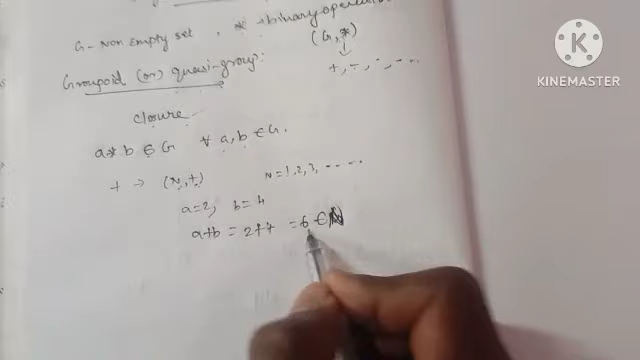 G - Non empty set , * → binary operation
(G, *)
Groupoid (or) quasi-group:
+, -, ·, ....
closure
a * b ∈ G ∀ a, b ∈ G.
+ → (N, +) N = 1, 2, 3, .....
a=2, b=4
a+b = 2+4 = 6 ∈ N
K
KINEMASTER